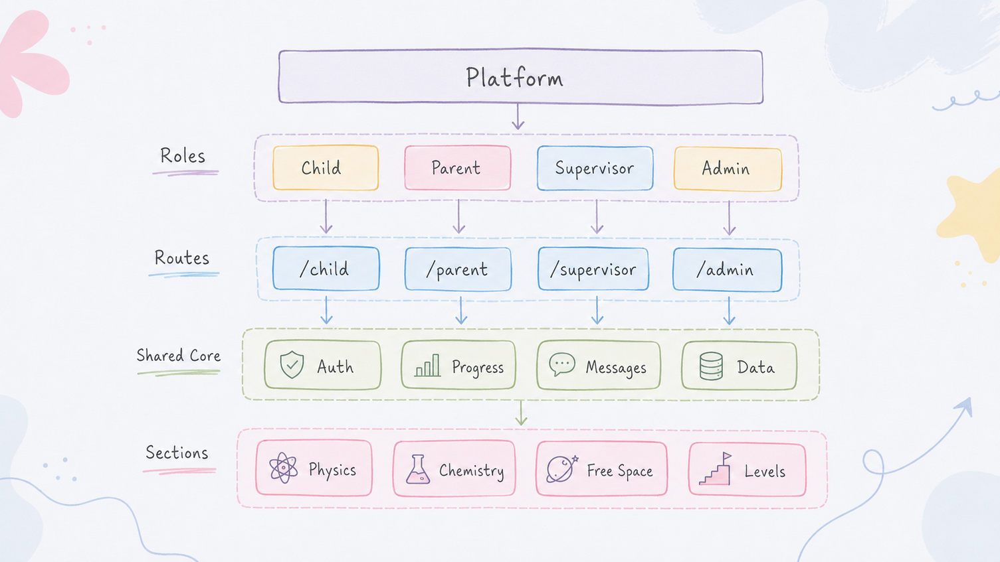 Platform
Roles
Child
Parent
Supervisor
Admin
Routes
/child
/parent
/supervisor
/admin
Shared Core
Auth
Progress
Messages
Data
Sections
Physics
Chemistry
Free Space
Levels